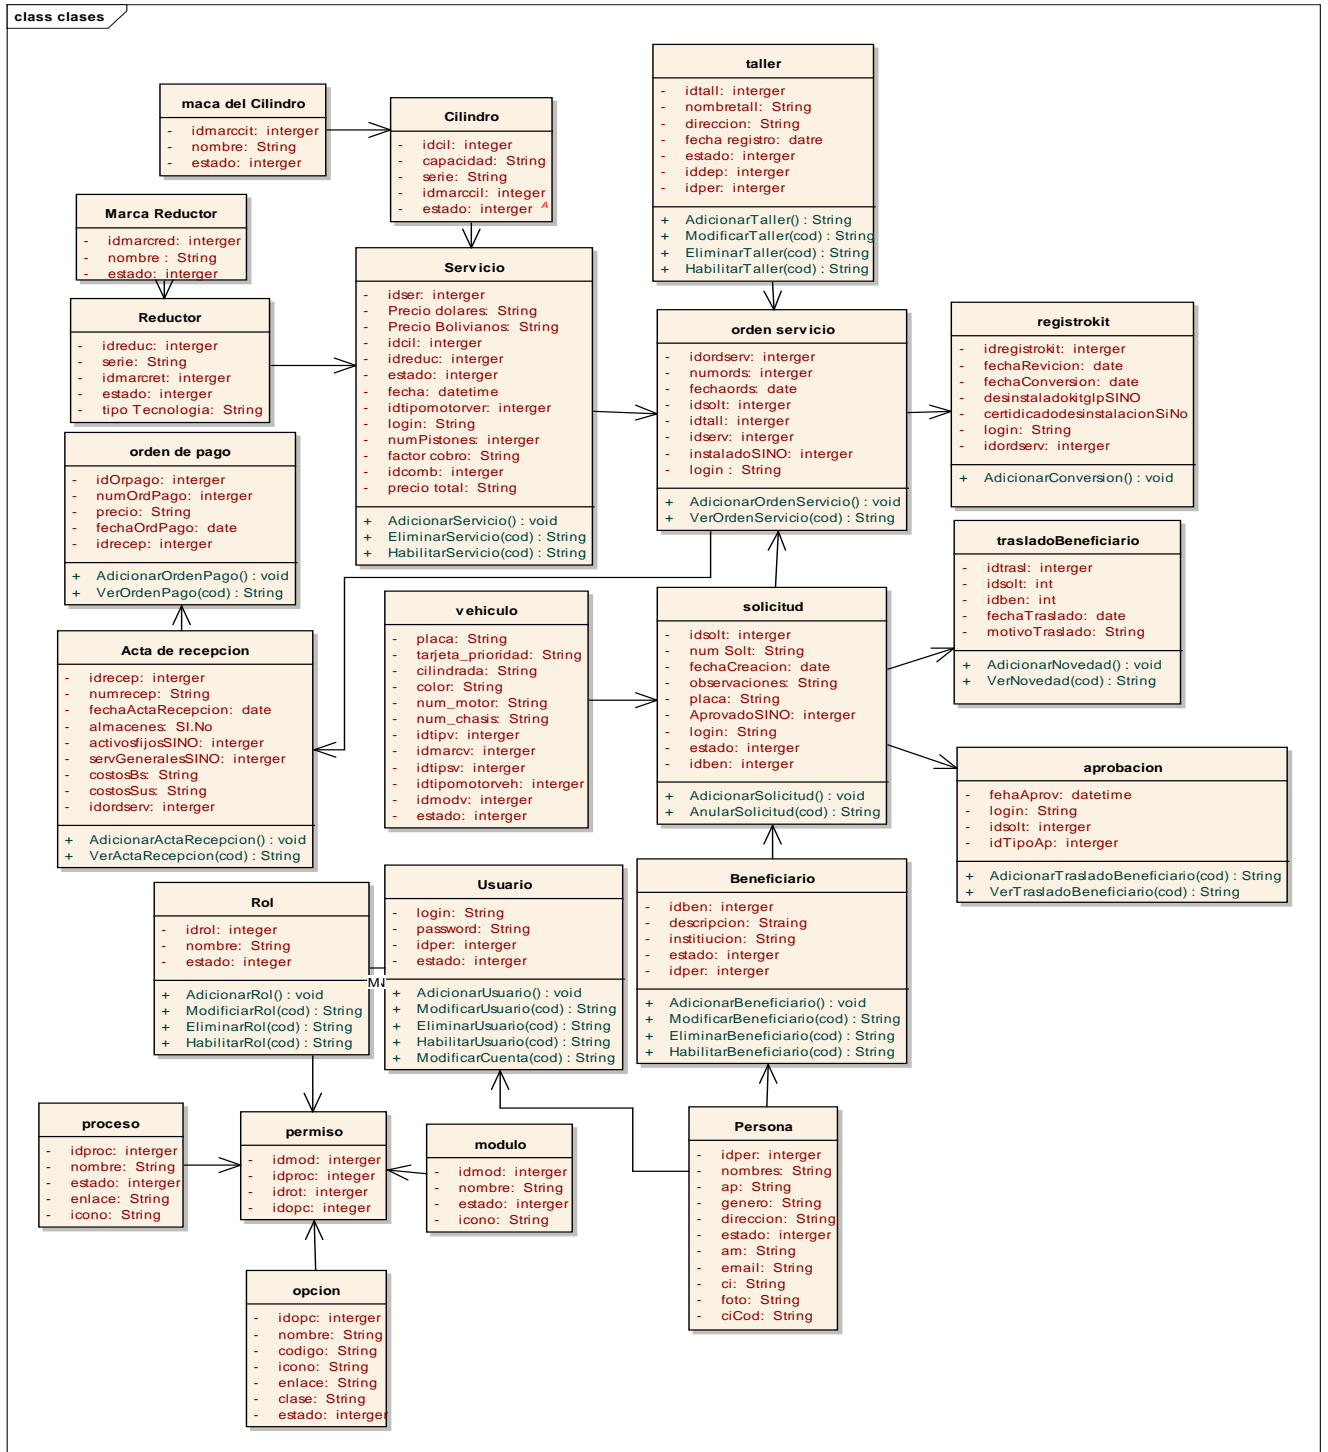 class clases
maca del Cilindro
- idmarccit: interger
- nombre: String
- estado: interger
Cilindro
- idcil: integer
- capacidad: String
- serie: String
- idmarccil: integer
- estado: interger A
taller
- idtall: interger
- nombretall: String
- direccion: String
- fecha registro: datre
- estado: interger
- iddep: interger
- idper: interger
+ AdicionarTaller() : String
+ ModificarTaller(cod) : String
+ EliminarTaller(cod) : String
+ HabilitarTaller(cod) : String
Marca Reductor
- idmarcred: interger
- nombre : String
- estado: interger
Reductor
- idreduc: interger
- serie: String
- idmarcret: interger
- estado: interger
- tipo Tecnologia: String
Servicio
- idser: interger
- Precio dolares: String
- Precio Bolivianos: String
- idcil: interger
- idreduc: interger
- estado: interger
- fecha: datetime
- idtipomotorver: interger
- login: String
- numPistones: interger
- factor cobro: String
- idcomb: interger
- precio total: String
+ AdicionarServicio() : void
+ EliminarServicio(cod) : String
+ HabilitarServicio(cod) : String
orden servicio
- idordserv: interger
- numords: interger
- fechaords: date
- idsolt: interger
- idtall: interger
- idserv: interger
- instaladoSINO: interger
- login : String
+ AdicionarOrdenServicio() : void
+ VerOrdenServicio(cod) : String
registrokit
- idregistrokit: interger
- fechaRevicion: date
- fechaConversion: date
- desinstaladokitglpSINO
- certidicadodesinstalacionSiNo
- login: String
- idordserv: interger
+ AdicionarConversion() : void
orden de pago
- idOrpago: interger
- numOrdPago: interger
- precio: String
- fechaOrdPago: date
- idrecep: interger
+ AdicionarOrdenPago() : void
+ VerOrdenPago(cod) : String
trasladoBeneficiario
- idtrasl: interger
- idsolt: int
- idben: int
- fechaTraslado: date
- motivoTraslado: String
+ AdicionarNovedad() : void
+ VerNovedad(cod) : String
vehiculo
- placa: String
- tarjeta_prioridad: String
- cilindrada: String
- color: String
- num_motor: String
- num_chasis: String
- idtipv: interger
- idmarcv: interger
- idtipsv: interger
- idtipomotorveh: interger
- idmodv: interger
- estado: interger
solicitud
- idsolt: interger
- num Solt: String
- fechaCreacion: date
- observaciones: String
- placa: String
- AprovadoSINO: interger
- login: String
- estado: interger
- idben: interger
+ AdicionarSolicitud() : void
+ AnularSolicitud(cod) : String
Acta de recepcion
- idrecep: interger
- numrecep: String
- fechaActaRecepcion: date
- almacenes: SI.No
- activosfijosSINO: interger
- servGeneralesSINO: interger
- costosBs: String
- costosSus: String
- idordserv: interger
+ AdicionarActaRecepcion() : void
+ VerActaRecepcion(cod) : String
aprobacion
- fehaAprov: datetime
- login: String
- idsolt: interger
- idTipoAp: interger
+ AdicionarTrasladoBeneficiario() : String
+ VerTrasladoBeneficiario(cod) : String
Rol
- idrol: integer
- nombre: String
- estado: integer
+ AdicionarRol() : void
+ ModificiarRol(cod) : String
+ EliminarRol(cod) : String
+ HabilitarRol(cod) : String
Usuario
- login: String
- password: String
- idper: interger
- estado: interger
+ AdicionarUsuario() : void
+ ModificarUsuario(cod) : String
+ EliminarUsuario(cod) : String
+ HabilitarUsuario(cod) : String
+ ModificarCuenta(cod) : String
Beneficiario
- idben: interger
- descripcion: Straing
- institiucion: String
- estado: interger
- idper: interger
+ AdicionarBeneficiario() : void
+ ModificarBeneficiario(cod) : String
+ EliminarBeneficiario(cod) : String
+ HabilitarBeneficiario(cod) : String
proceso
- idproc: interger
- nombre: String
- estado: interger
- enlace: String
- icono: String
permiso
- idmod: interger
- idproc: interger
- idrot: interger
- idopc: integer
modulo
- idmod: interger
- nombre: String
- estado: interger
- icono: String
Persona
- idper: interger
- nombres: String
- ap: String
- genero: String
- direccion: String
- estado: interger
- am: String
- email: String
- ci: String
- foto: String
- ciCod: String
opcion
- idopc: interger
- nombre: String
- codigo: String
- icono: String
- enlace: String
- clase: String
- estado: interger